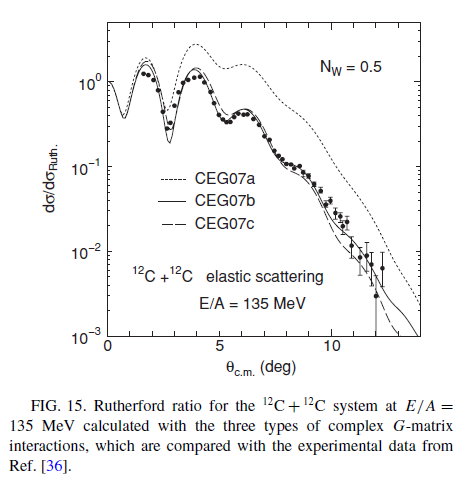 N_W = 0.5
10⁰
10⁻¹
10⁻²
10⁻³
dσ/dσ_Ruth.
CEG07a
CEG07b
CEG07c
¹²C + ¹²C elastic scattering
E/A = 135 MeV
0 5 10
θ_c.m. (deg)
FIG. 15. Rutherford ratio for the ¹²C + ¹²C system at E/A =
135 MeV calculated with the three types of complex G-matrix
interactions, which are compared with the experimental data from
Ref. [36].